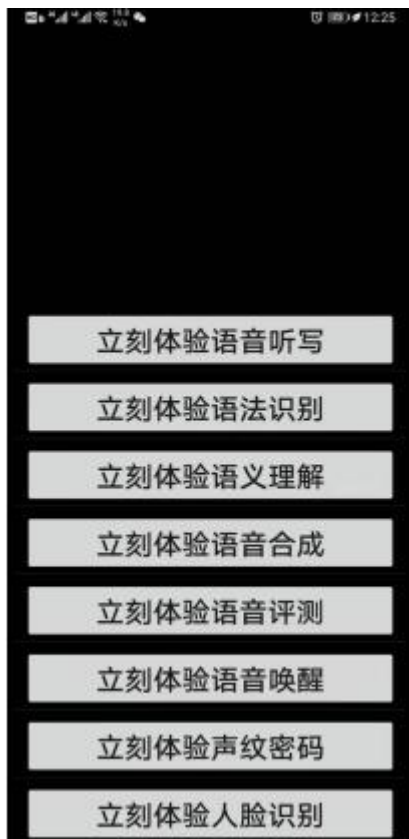 12:25
立刻体验语音听写
立刻体验语法识别
立刻体验语义理解
立刻体验语音合成
立刻体验语音评测
立刻体验语音唤醒
立刻体验声纹密码
立刻体验人脸识别